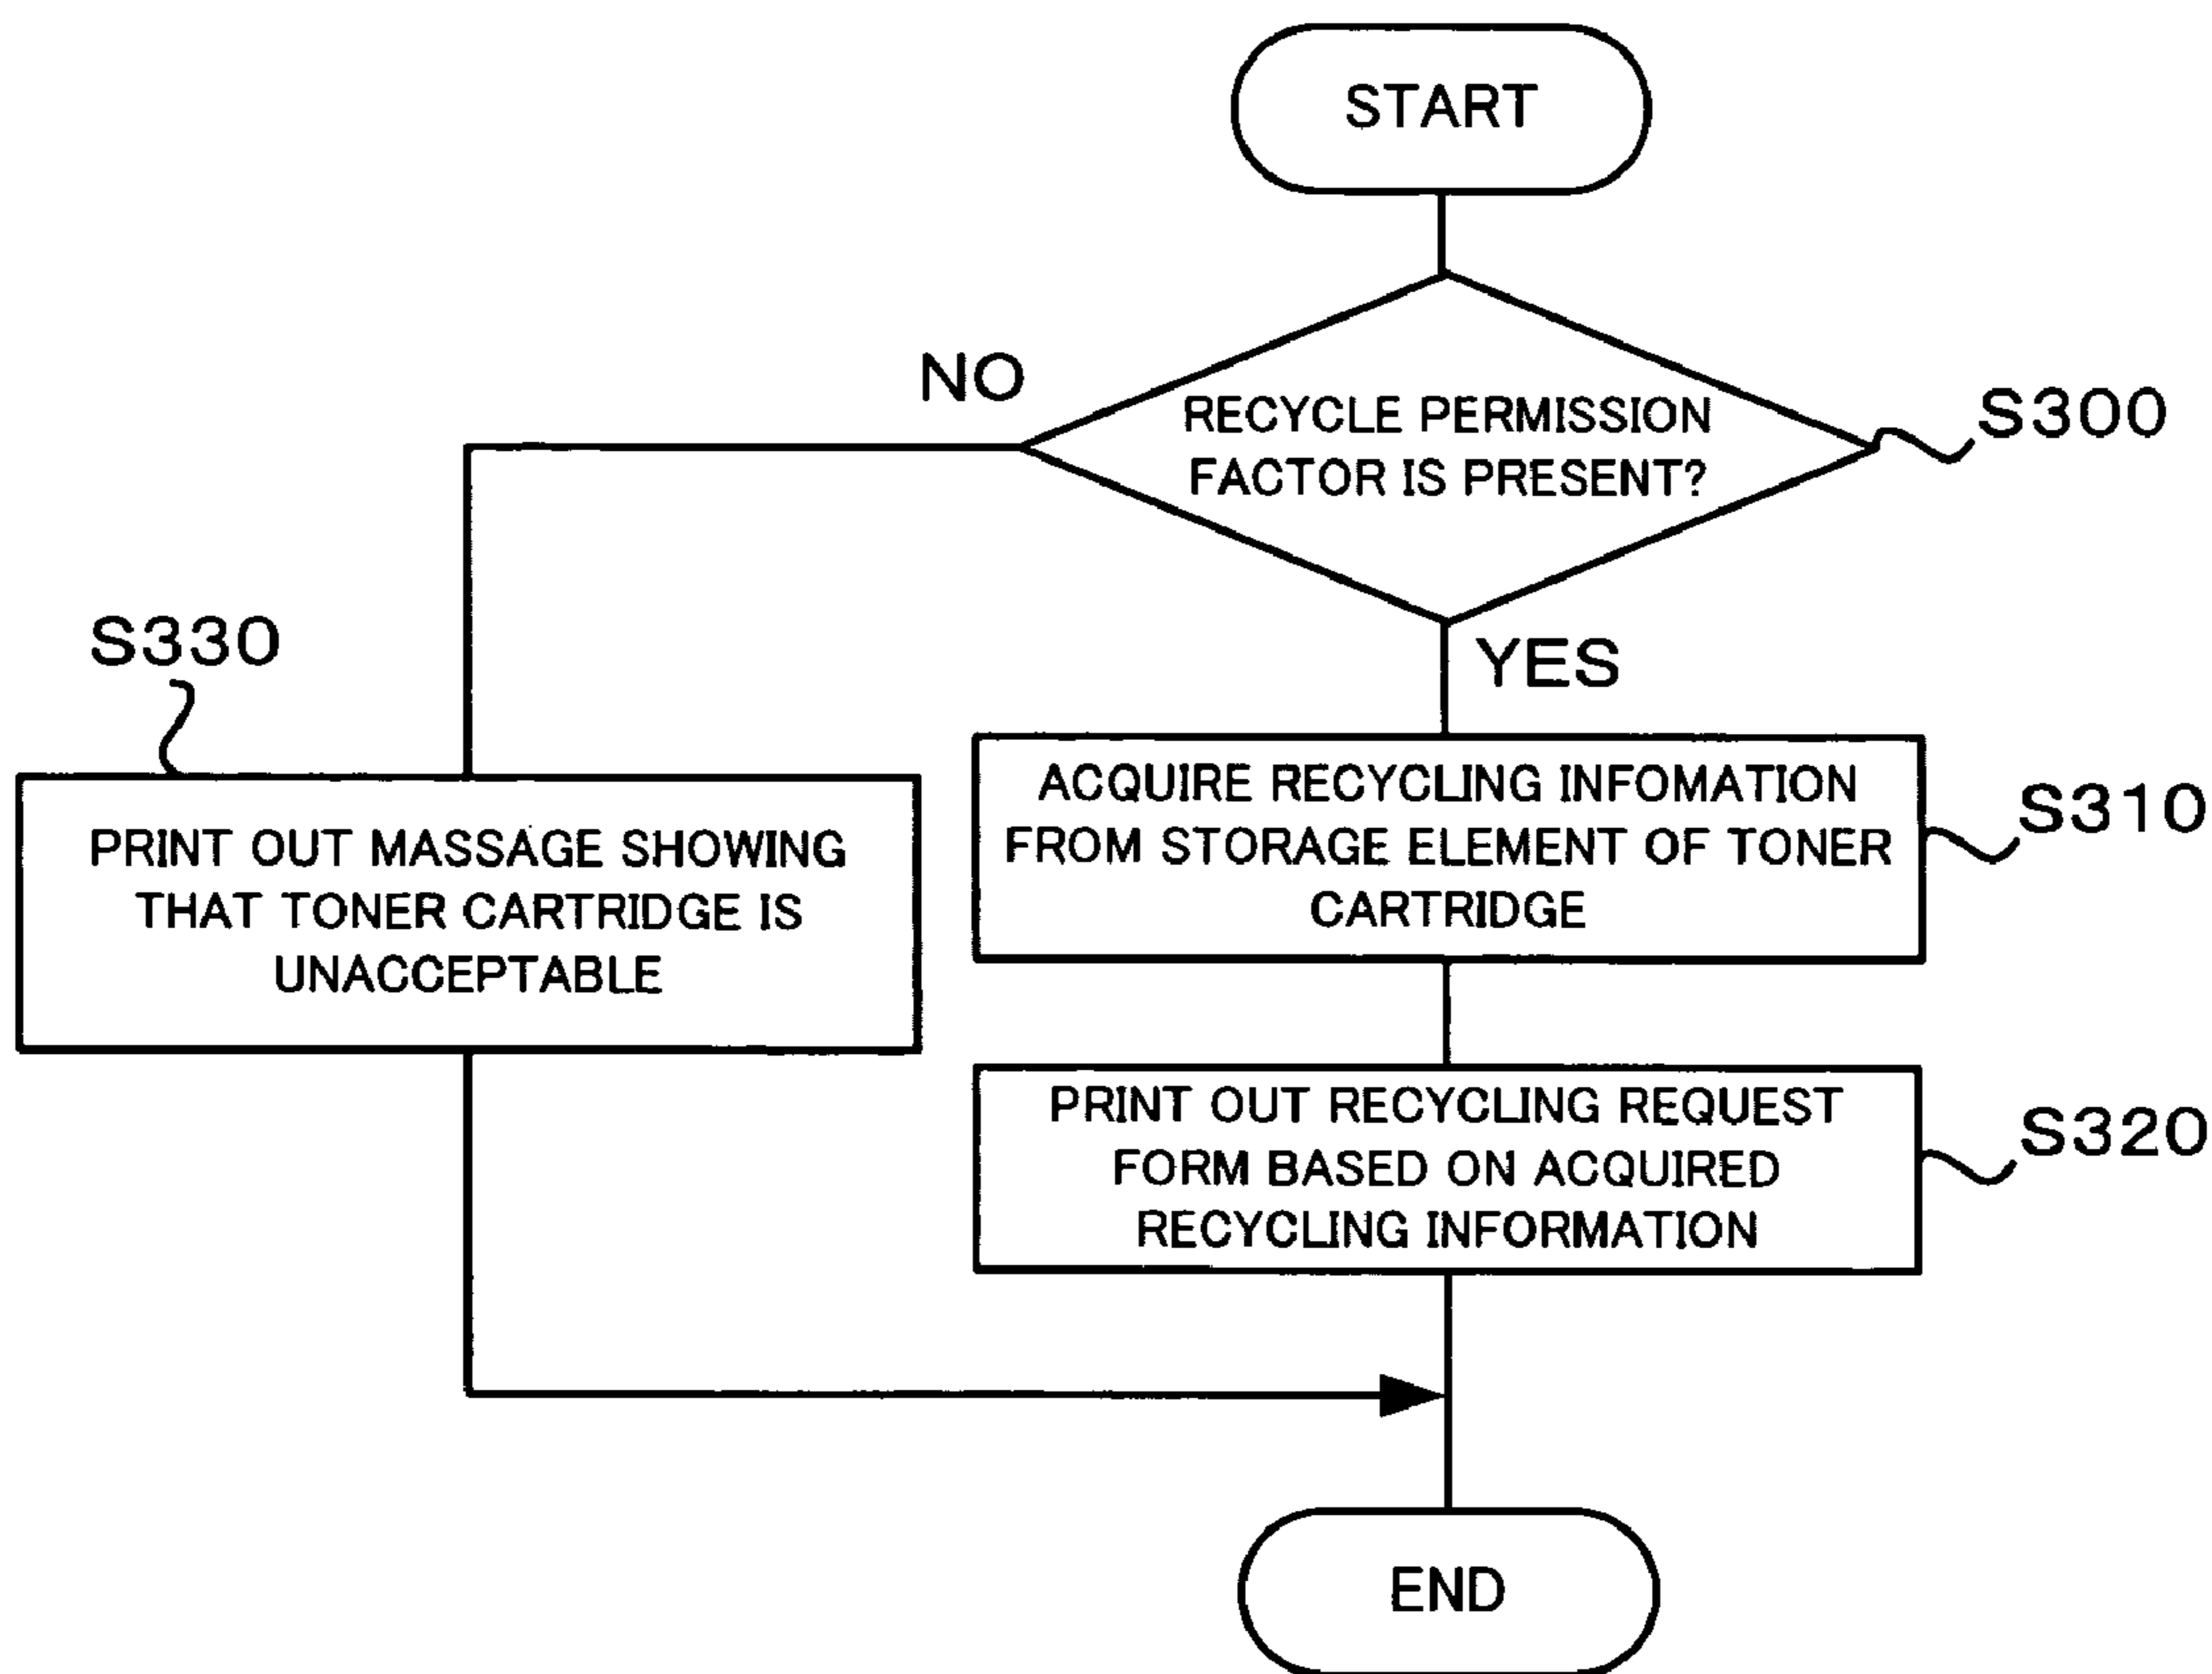 START
NO
RECYCLE PERMISSION
FACTOR IS PRESENT?
S300
YES
S330
PRINT OUT MASSAGE SHOWING
THAT TONER CARTRIDGE IS
UNACCEPTABLE
ACQUIRE RECYCLING INFOMATION
FROM STORAGE ELEMENT OF TONER
CARTRIDGE
S310
PRINT OUT RECYCLING REQUEST
FORM BASED ON ACQUIRED
RECYCLING INFORMATION
S320
END